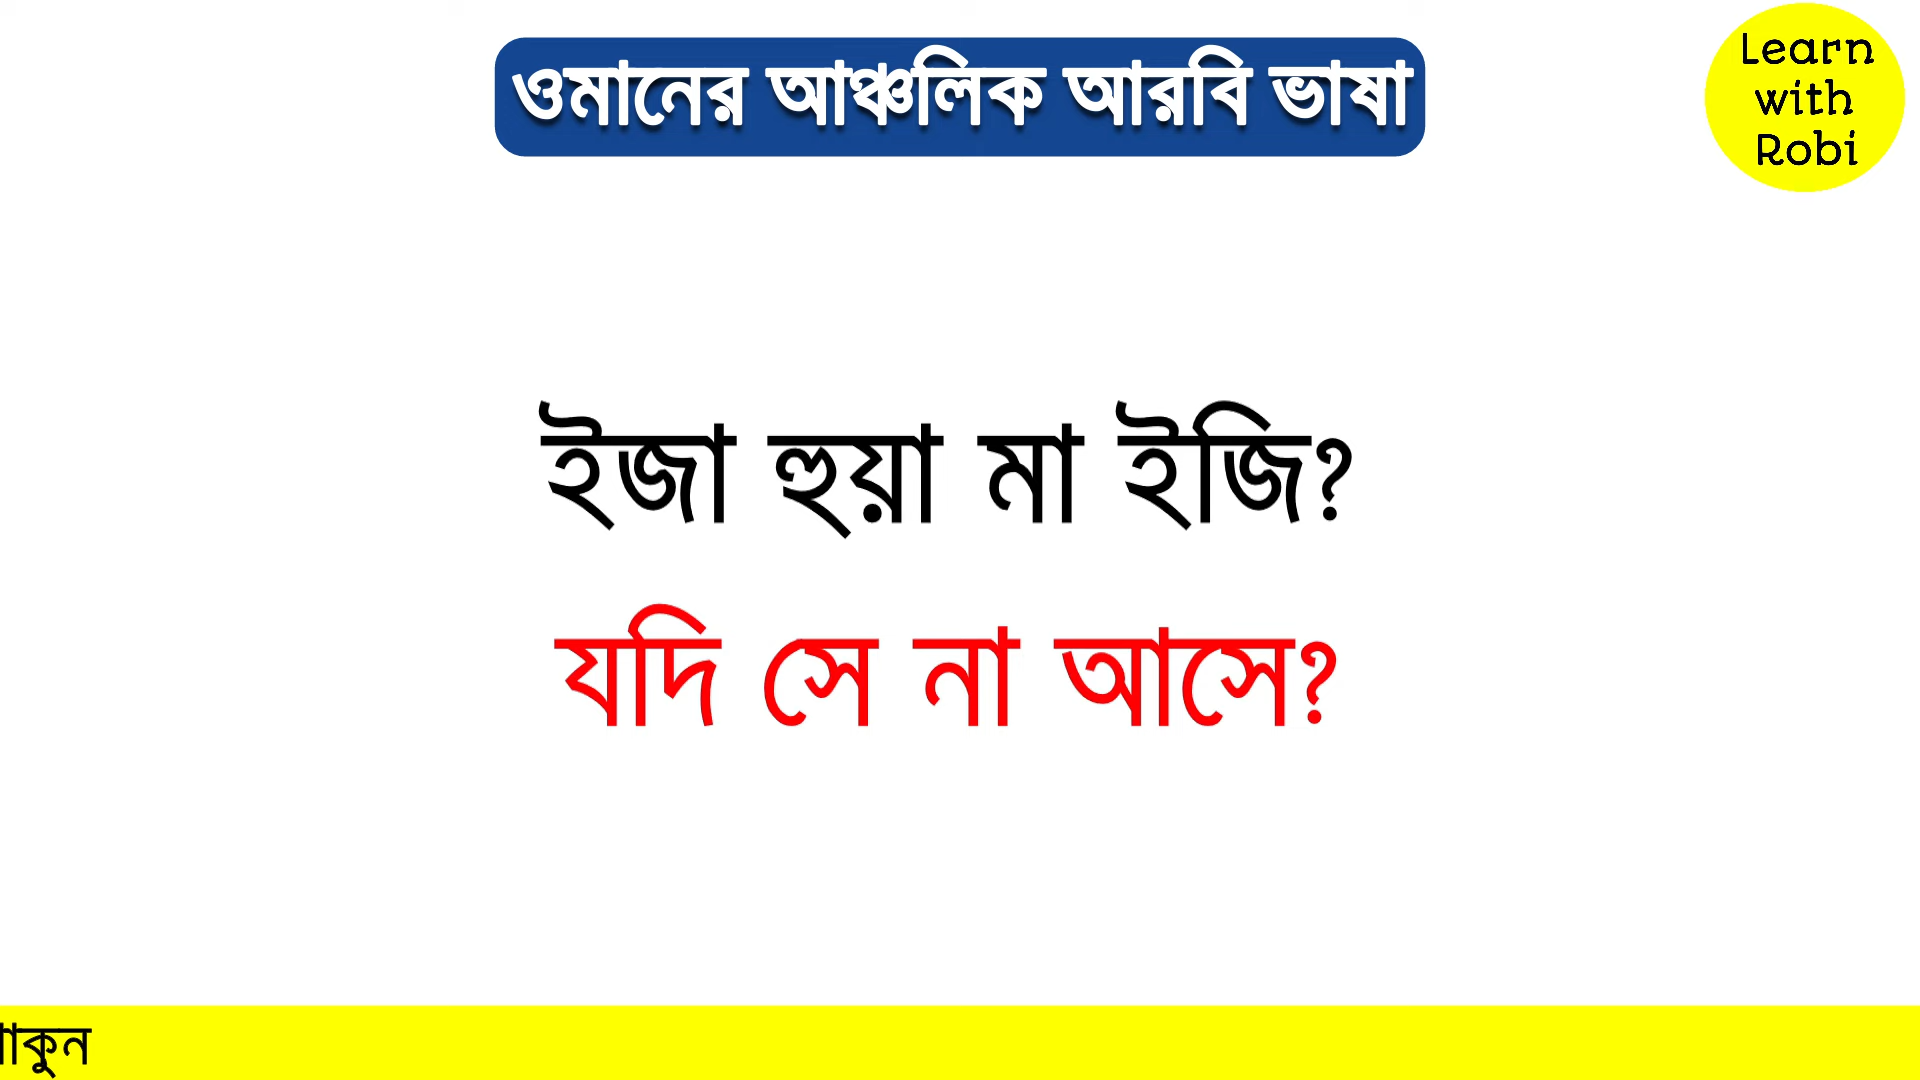 ওমানের আঞ্চলিক আরবি ভাষা
Learn
with
Robi
ইজা হুয়া মা ইজি?
যদি সে না আসে?